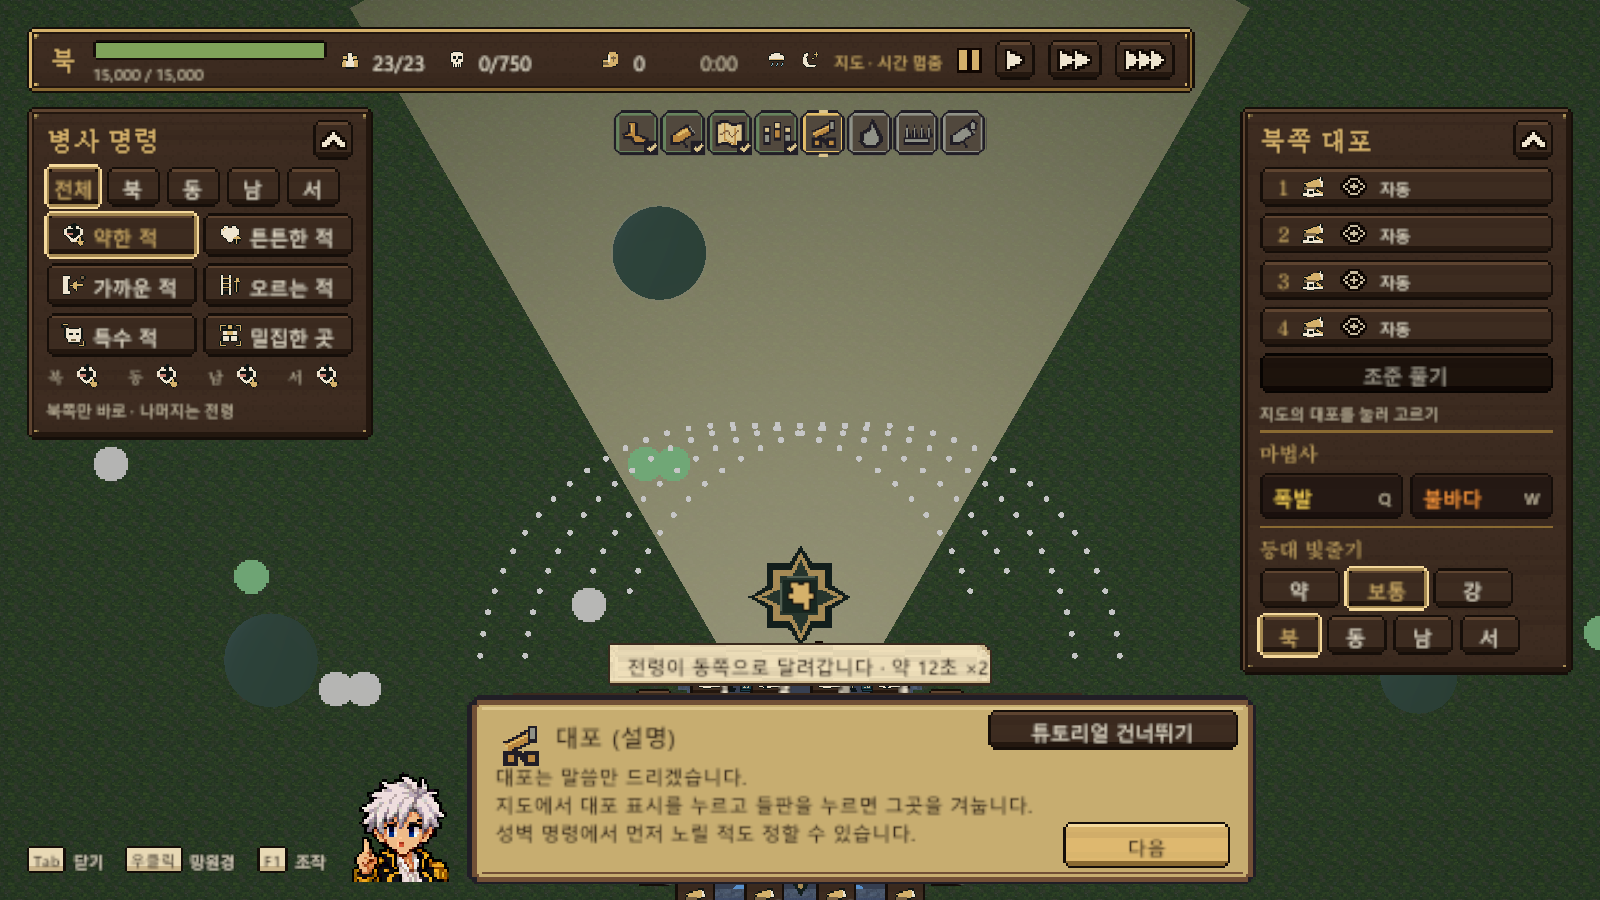 북
15,000 / 15,000
23/23
0/750
0
0:00
지도 · 시간 멈춤
병사 명령
전체 북 동 남 서
약한 적 튼튼한 적
가까운 적 오르는 적
특수 적 밀집한 곳
북 동 남 서
북쪽만 바로 · 나머지는 전령
북쪽 대포
1 자동
2 자동
3 자동
4 자동
조준 풀기
지도의 대포를 눌러 고르기
마법사
폭발 Q 불바다 W
등대 빛줄기
약 보통 강
북 동 남 서
전령이 동쪽으로 달려갑니다 · 약 12초 ×2
대포 (설명)
튜토리얼 건너뛰기
대포는 말씀만 드리겠습니다.
지도에서 대포 표시를 누르고 들판을 누르면 그곳을 겨눕니다.
성벽 명령에서 먼저 노릴 적도 정할 수 있습니다.
다음
Tab 닫기 우클릭 망원경 F1 조작